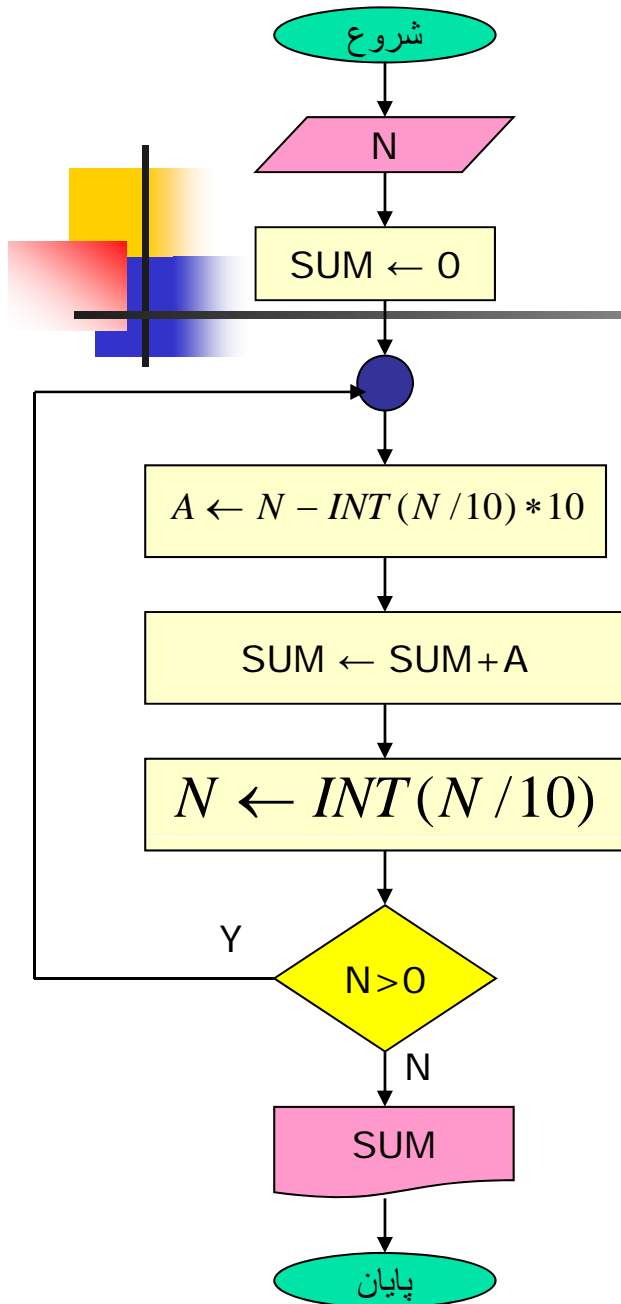 شروع
N
SUM ← 0
A ← N − INT (N /10) ∗10
SUM ← SUM+A
N ← INT (N /10)
Y
N>0
N
SUM
پایان